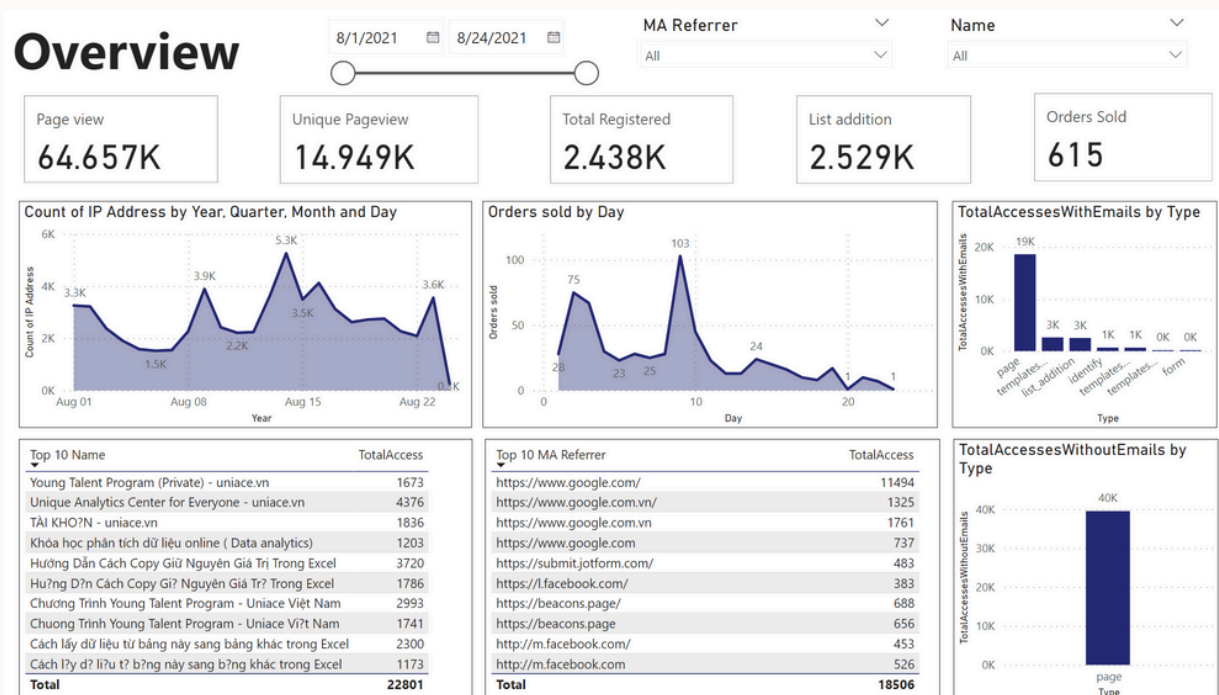 Overview
8/1/2021
8/24/2021
MA Referrer
All
Name
All
Page view
64.657K
Unique Pageview
14.949K
Total Registered
2.438K
List addition
2.529K
Orders Sold
615
Count of IP Address by Year, Quarter, Month and Day
Count of IP Address
6K
4K
2K
0K
3.3K
1.5K
3.9K
2.2K
5.3K
3.5K
3.6K
Aug 01
Aug 08
Aug 15
Aug 22
Year
Orders sold by Day
Orders sold
100
50
0
28
75
23
25
103
24
1
1
0
10
20
Day
TotalAccessesWithEmails by Type
TotalAccessesWithEmails
20K
10K
0K
19K
3K
3K
1K
1K
0K
0K
page
templates...
list_addition
identify
templates...
templates...
form
Type
Top 10 Name TotalAccess
Young Talent Program (Private) - uniace.vn 1673
Unique Analytics Center for Everyone - uniace.vn 4376
TÀI KHO?N - uniace.vn 1836
Khóa học phân tích dữ liệu online ( Data analytics) 1203
Hướng Dẫn Cách Copy Giữ Nguyên Giá Trị Trong Excel 3720
Hu?ng D?n Cách Copy Gi? Nguyên Giá Tr? Trong Excel 1786
Chương Trình Young Talent Program - Uniace Việt Nam 2993
Chuong Trình Young Talent Program - Uniace Vi?t Nam 1741
Cách lấy dữ liệu từ bảng này sang bảng khác trong Excel 2300
Cách l?y d? li?u t? b?ng này sang b?ng khác trong Excel 1173
Total 22801
Top 10 MA Referrer TotalAccess
https://www.google.com/ 11494
https://www.google.com.vn/ 1325
https://www.google.com.vn 1761
https://www.google.com 737
https://submit.jotform.com/ 483
https://l.facebook.com/ 383
https://beacons.page/ 688
https://beacons.page 656
http://m.facebook.com/ 453
http://m.facebook.com 526
Total 18506
TotalAccessesWithoutEmails by
Type
TotalAccessesWithoutEmails
40K
30K
20K
10K
0K
40K
page
Type